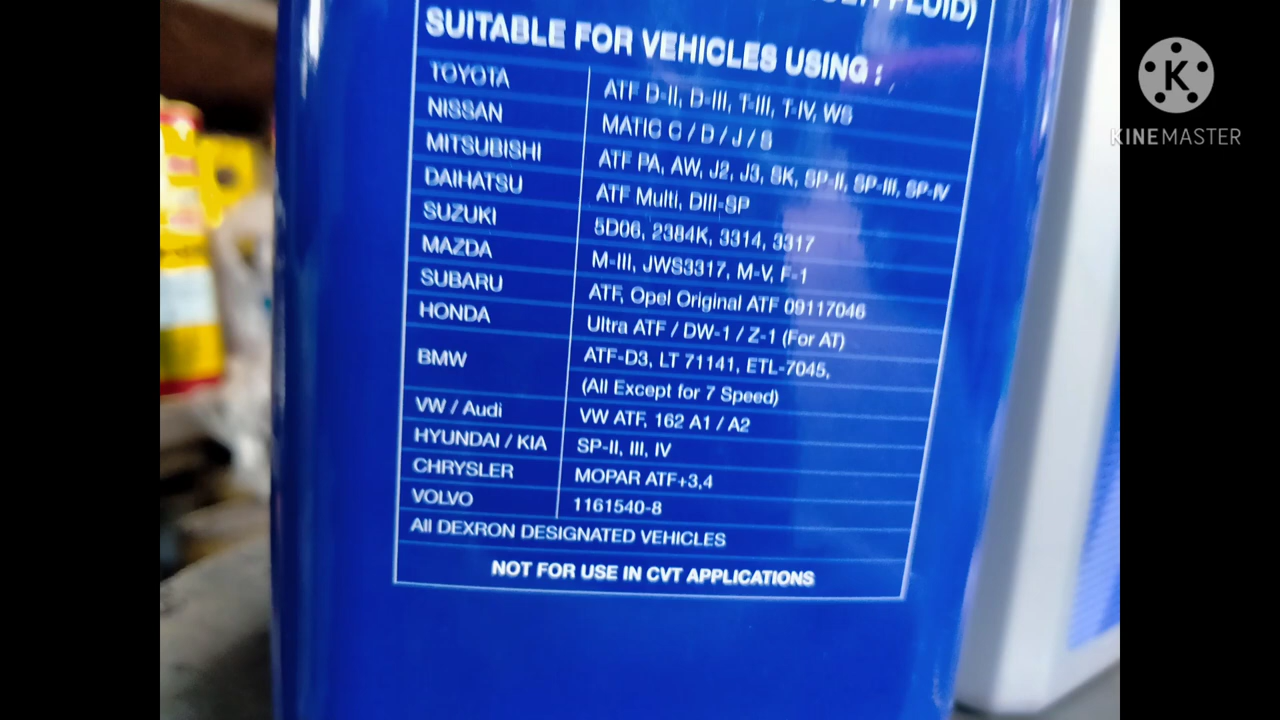 FLUID)
SUITABLE FOR VEHICLES USING :
TOYOTA ATF D-II, D-III, T-III, T-IV, WS
NISSAN MATIC C / D / J / S
MITSUBISHI ATF PA, AW, J2, J3, SK, SP-II, SP-III, SP-IV
DAIHATSU ATF Multi, DIII-SP
SUZUKI 5D06, 2384K, 3314, 3317
MAZDA M-III, JWS3317, M-V, F-1
SUBARU ATF, Opel Original ATF 09117046
HONDA Ultra ATF / DW-1 / Z-1 (For AT)
BMW ATF-D3, LT 71141, ETL-7045,
(All Except for 7 Speed)
VW / Audi VW ATF, 162 A1 / A2
HYUNDAI / KIA SP-II, III, IV
CHRYSLER MOPAR ATF+3,4
VOLVO 1161540-8
All DEXRON DESIGNATED VEHICLES
NOT FOR USE IN CVT APPLICATIONS
K
KINEMASTER